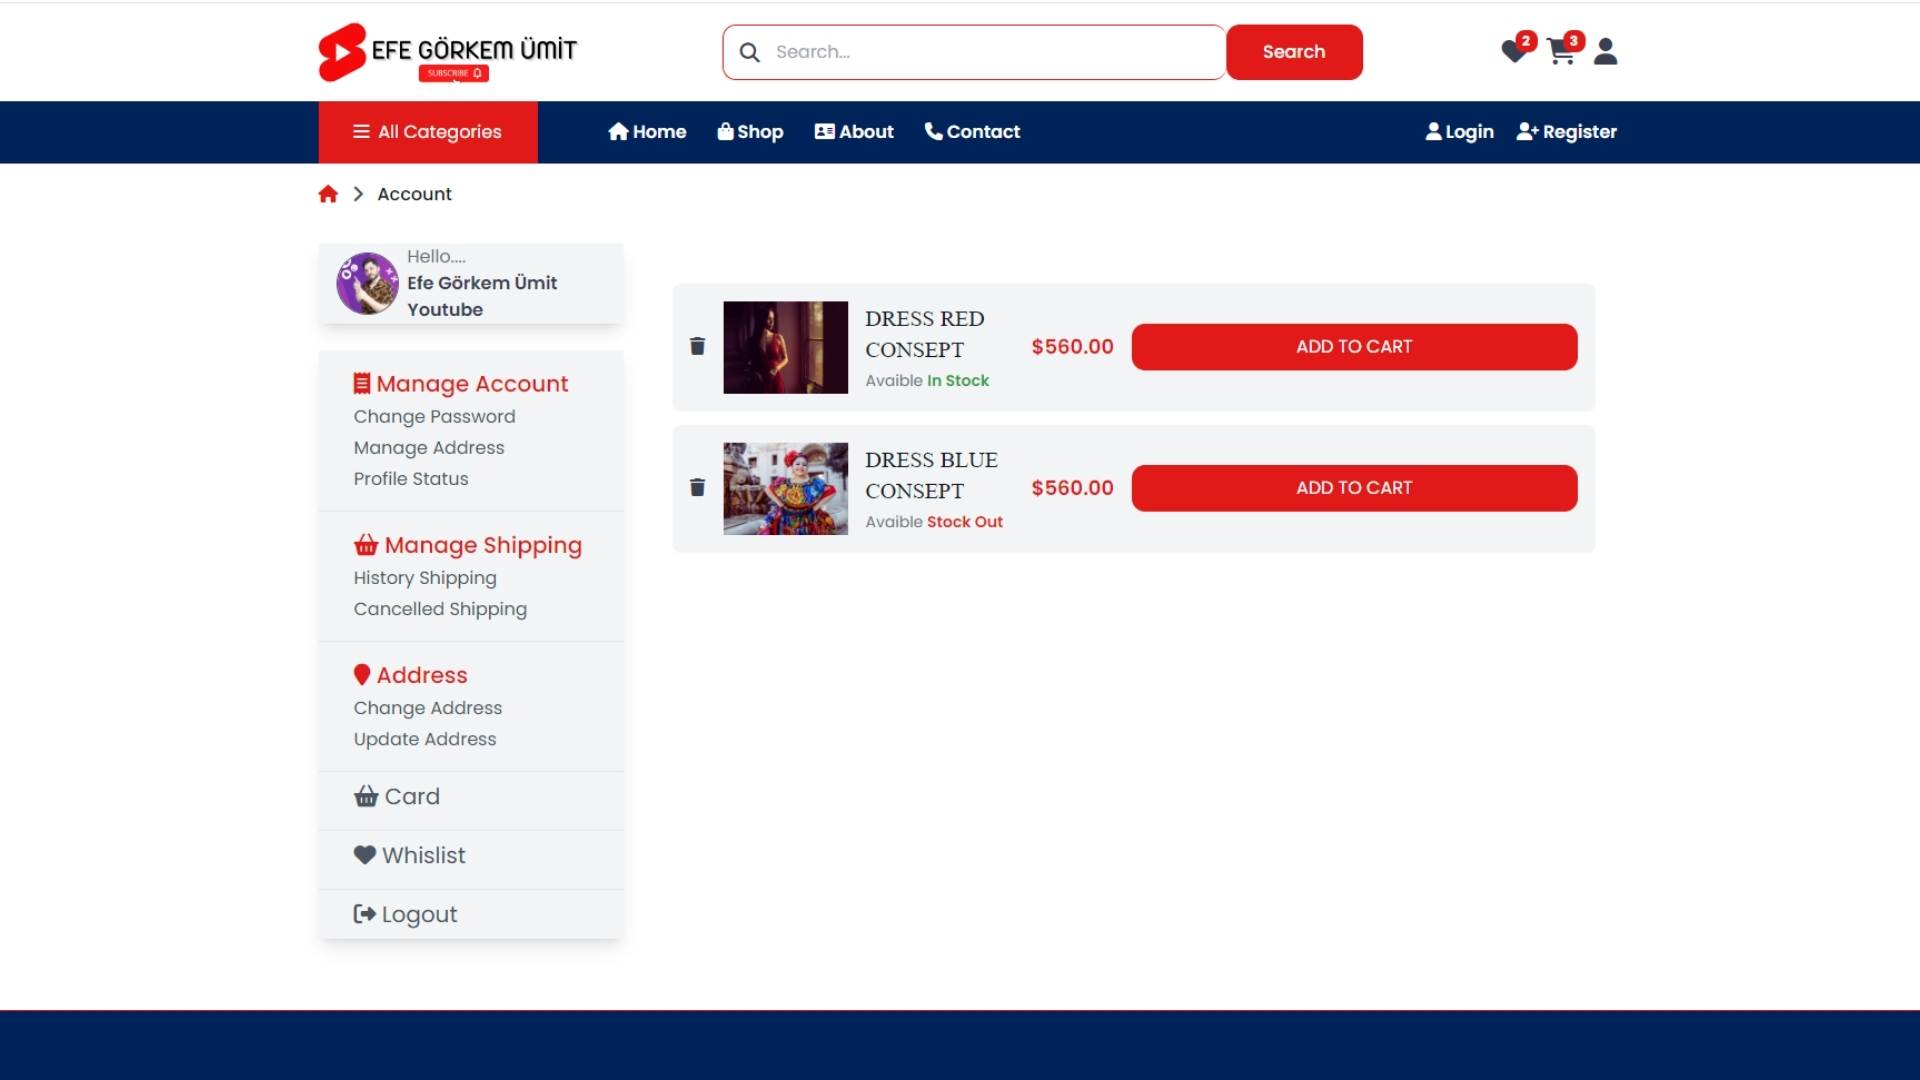 EFE GÖRKEM ÜMİT
SUBSCRIBE
Search...
Search
2
3
All Categories
Home
Shop
About
Contact
Login
Register
Account
Hello....
Efe Görkem Ümit
Youtube
Manage Account
Change Password
Manage Address
Profile Status
Manage Shipping
History Shipping
Cancelled Shipping
Address
Change Address
Update Address
Card
Whislist
Logout
DRESS RED
CONSEPT
Avaible In Stock
$560.00
ADD TO CART
DRESS BLUE
CONSEPT
Avaible Stock Out
$560.00
ADD TO CART